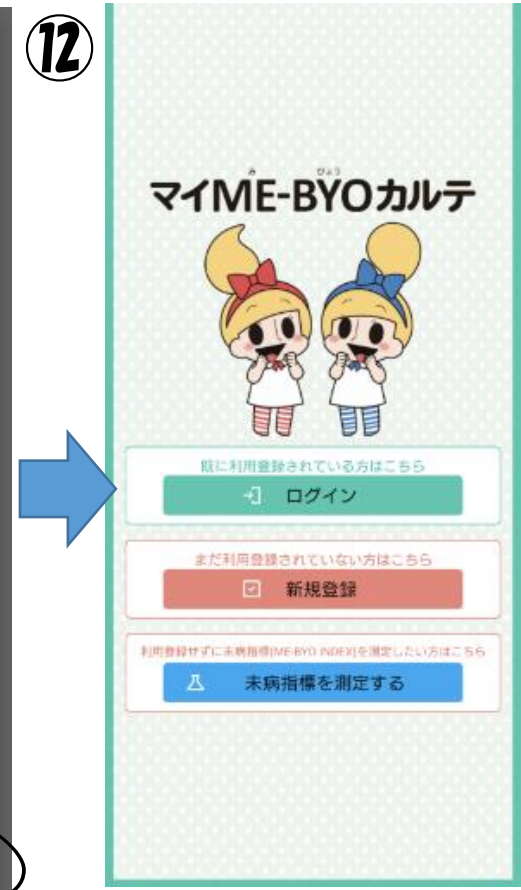 ⑫
み びょう
マイME-BYOカルテ
既に利用登録されている方はこちら
ログイン
まだ利用登録されていない方はこちら
新規登録
利用登録せずに未病指標(ME-BYO INDEX)を測定したい方はこちら
未病指標を測定する